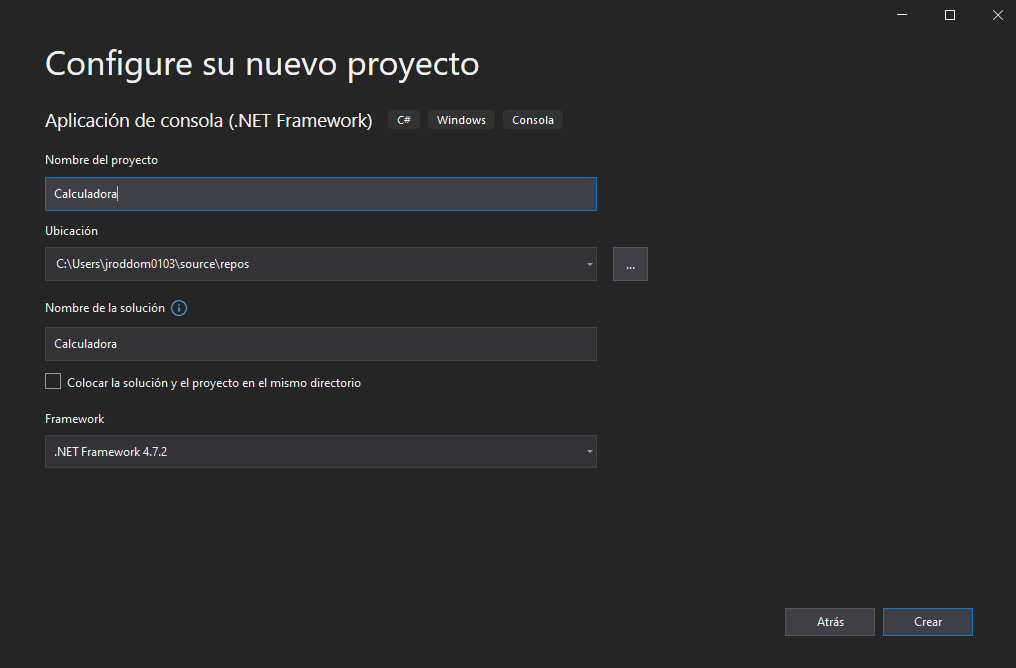 Configure su nuevo proyecto
Aplicación de consola (.NET Framework) C# Windows Consola
Nombre del proyecto
Calculadora
Ubicación
C:\Users\jroddom0103\source\repos
...
Nombre de la solución
Calculadora
Colocar la solución y el proyecto en el mismo directorio
Framework
.NET Framework 4.7.2
Atrás Crear